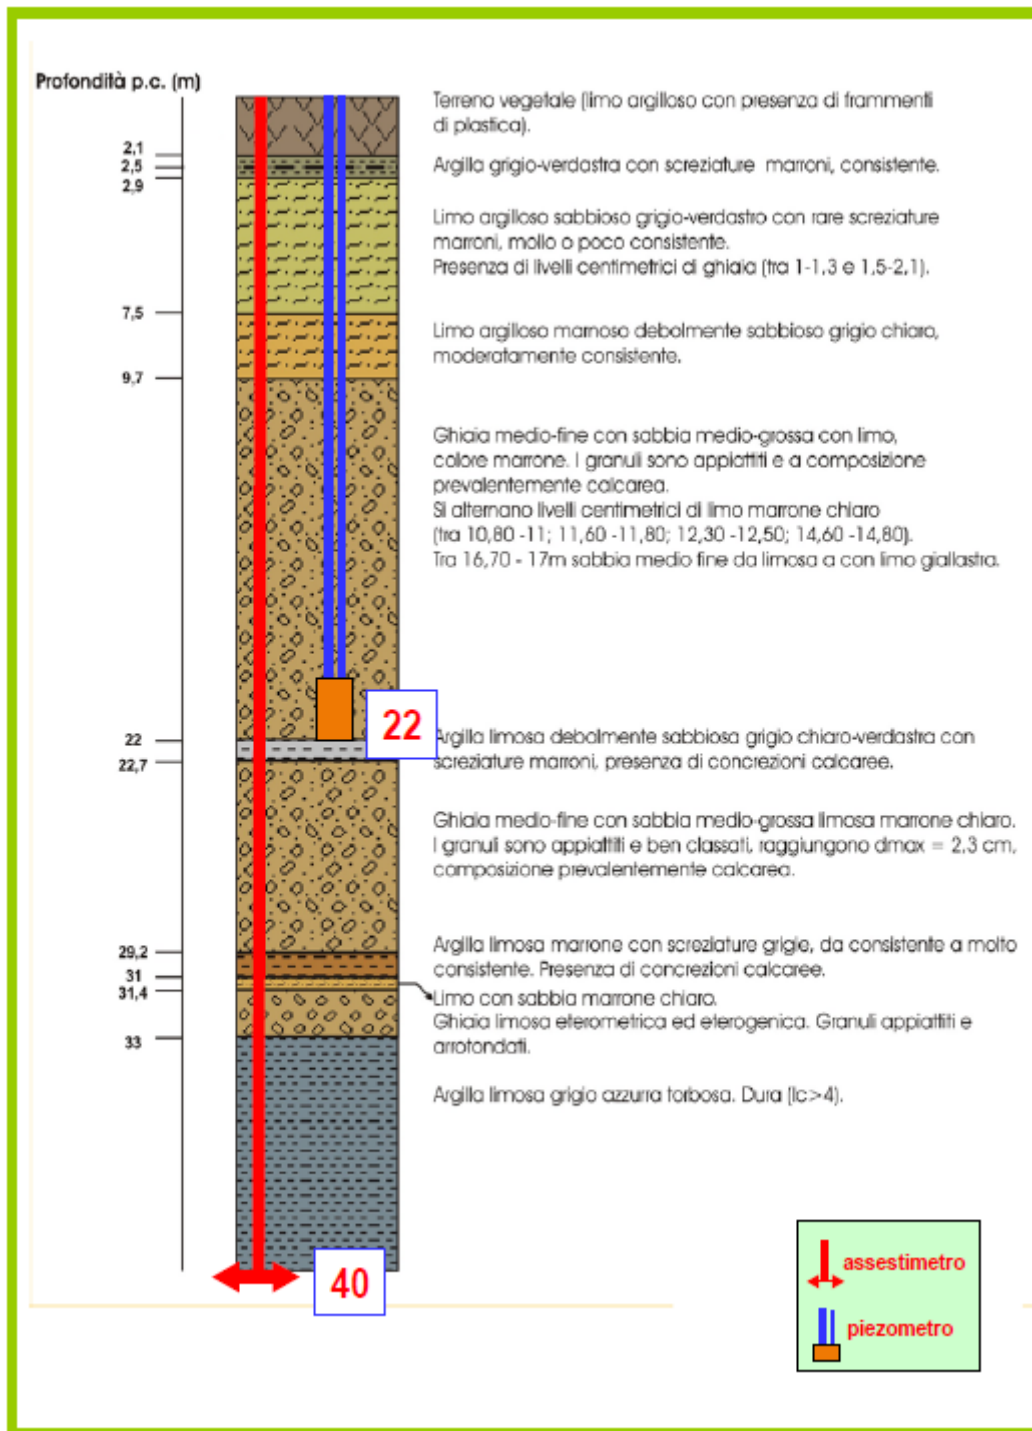 Profondità p.c. (m)
2,1
2,5
2,9
7,5
9,7
22
22,7
29,2
31
31,4
33
Terreno vegetale (limo argilloso con presenza di frammenti
di plastica).
Argilla grigio-verdastra con screziature marroni, consistente.
Limo argilloso sabbioso grigio-verdastro con rare screziature
marroni, mollo o poco consistente.
Presenza di livelli centimetrici di ghiaia (tra 1-1,3 e 1,5-2,1).
Limo argilloso marnoso debolmente sabbioso grigio chiaro,
moderatamente consistente.
Ghiaia medio-fine con sabbia medio-grossa con limo,
colore marrone. I granuli sono appiattiti e a composizione
prevalentemente calcarea.
Si alternano livelli centimetrici di limo marrone chiaro
(tra 10,80 -11; 11,60 -11,80; 12,30 -12,50; 14,60 -14,80).
Tra 16,70 - 17m sabbia medio fine da limosa a con limo giallastra.
22
Argilla limosa debolmente sabbiosa grigio chiaro-verdastra con
screziature marroni, presenza di concrezioni calcaree.
Ghiaia medio-fine con sabbia medio-grossa limosa marrone chiaro.
I granuli sono appiattiti e ben classati, raggiungono dmax = 2,3 cm,
composizione prevalentemente calcarea.
Argilla limosa marrone con screziature grigie, da consistente a molto
consistente. Presenza di concrezioni calcaree.
Limo con sabbia marrone chiaro.
Ghiaia limosa eterometrica ed eterogenica. Granuli appiattiti e
arrotondati.
Argilla limosa grigio azzurra torbosa. Dura (Ic>4).
40
assestimetro
piezometro